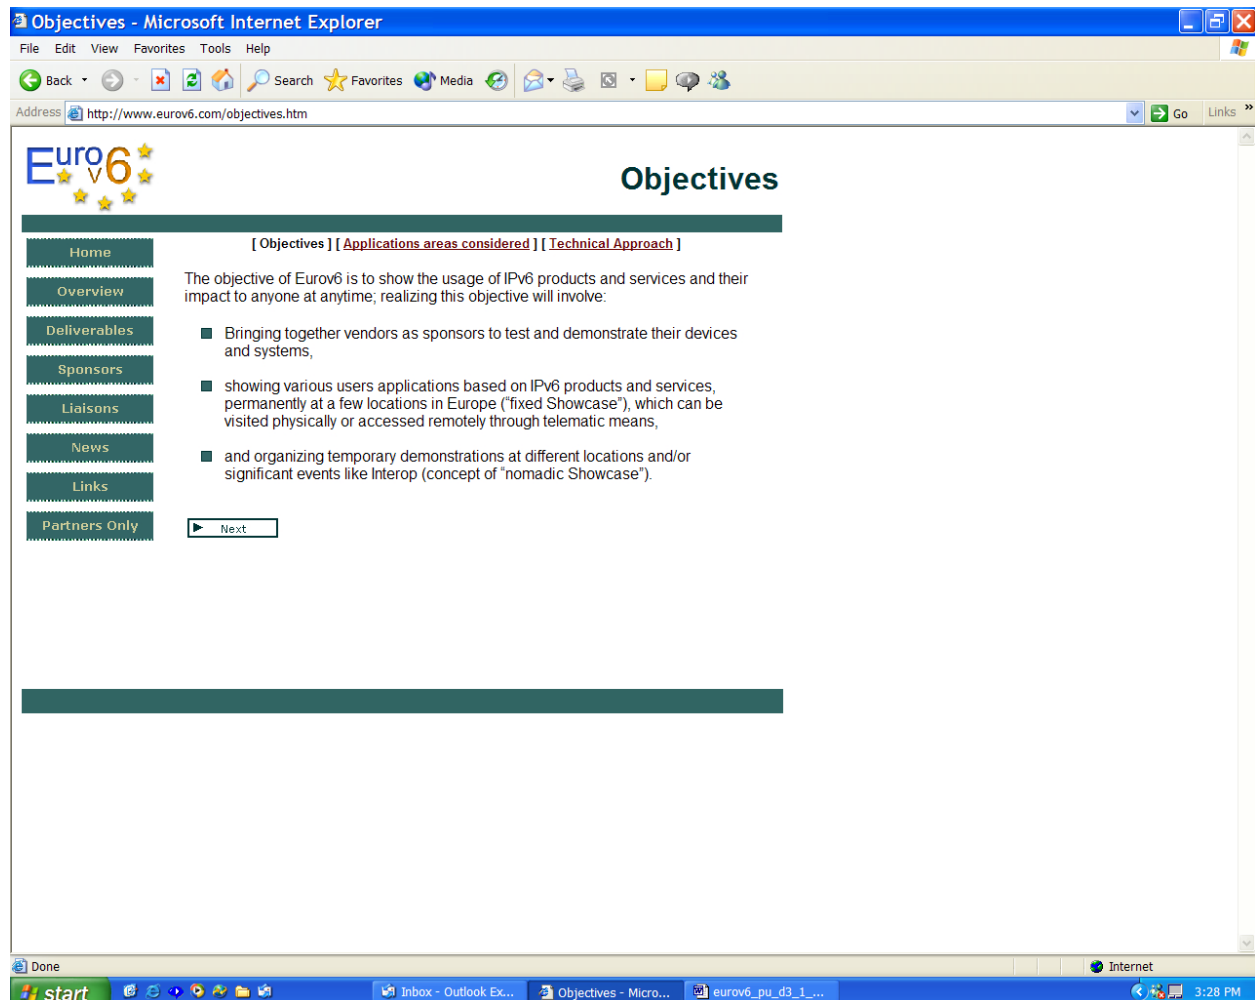 Objectives - Microsoft Internet Explorer
File Edit View Favorites Tools Help
Back Search Favorites Media
Address http://www.eurov6.com/objectives.htm Go Links »
Euro v6
Objectives
[ Objectives ] [ Applications areas considered ] [ Technical Approach ]
Home
Overview
Deliverables
Sponsors
Liaisons
News
Links
Partners Only
The objective of Eurov6 is to show the usage of IPv6 products and services and their
impact to anyone at anytime; realizing this objective will involve:
Bringing together vendors as sponsors to test and demonstrate their devices
and systems,
showing various users applications based on IPv6 products and services,
permanently at a few locations in Europe (“fixed Showcase”), which can be
visited physically or accessed remotely through telematic means,
and organizing temporary demonstrations at different locations and/or
significant events like Interop (concept of “nomadic Showcase”).
Next
Done Internet
start Inbox - Outlook Ex... Objectives - Micro... eurov6_pu_d3_1_... 3:28 PM